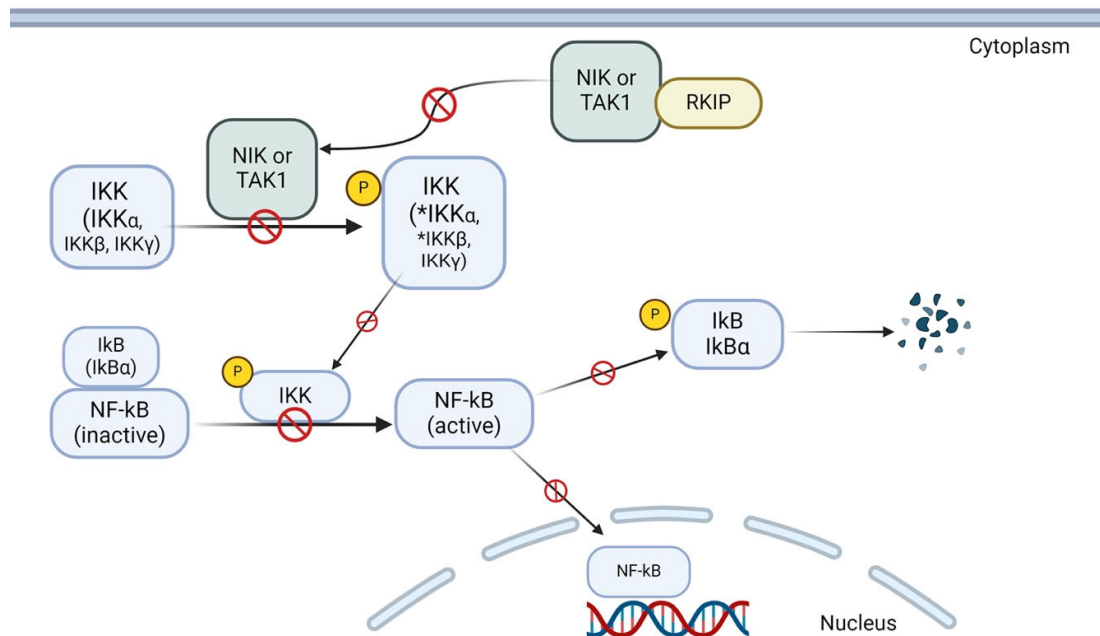 Cytoplasm
NIK or
TAK1
RKIP
NIK or
TAK1
IKK
(IKKα,
IKKβ, IKKγ)
P
IKK
(*IKKα,
*IKKβ,
IKKγ)
IkB
(IkBα)
NF-kB
(inactive)
P
IKK
NF-kB
(active)
P
IkB
IkBα
NF-kB
Nucleus